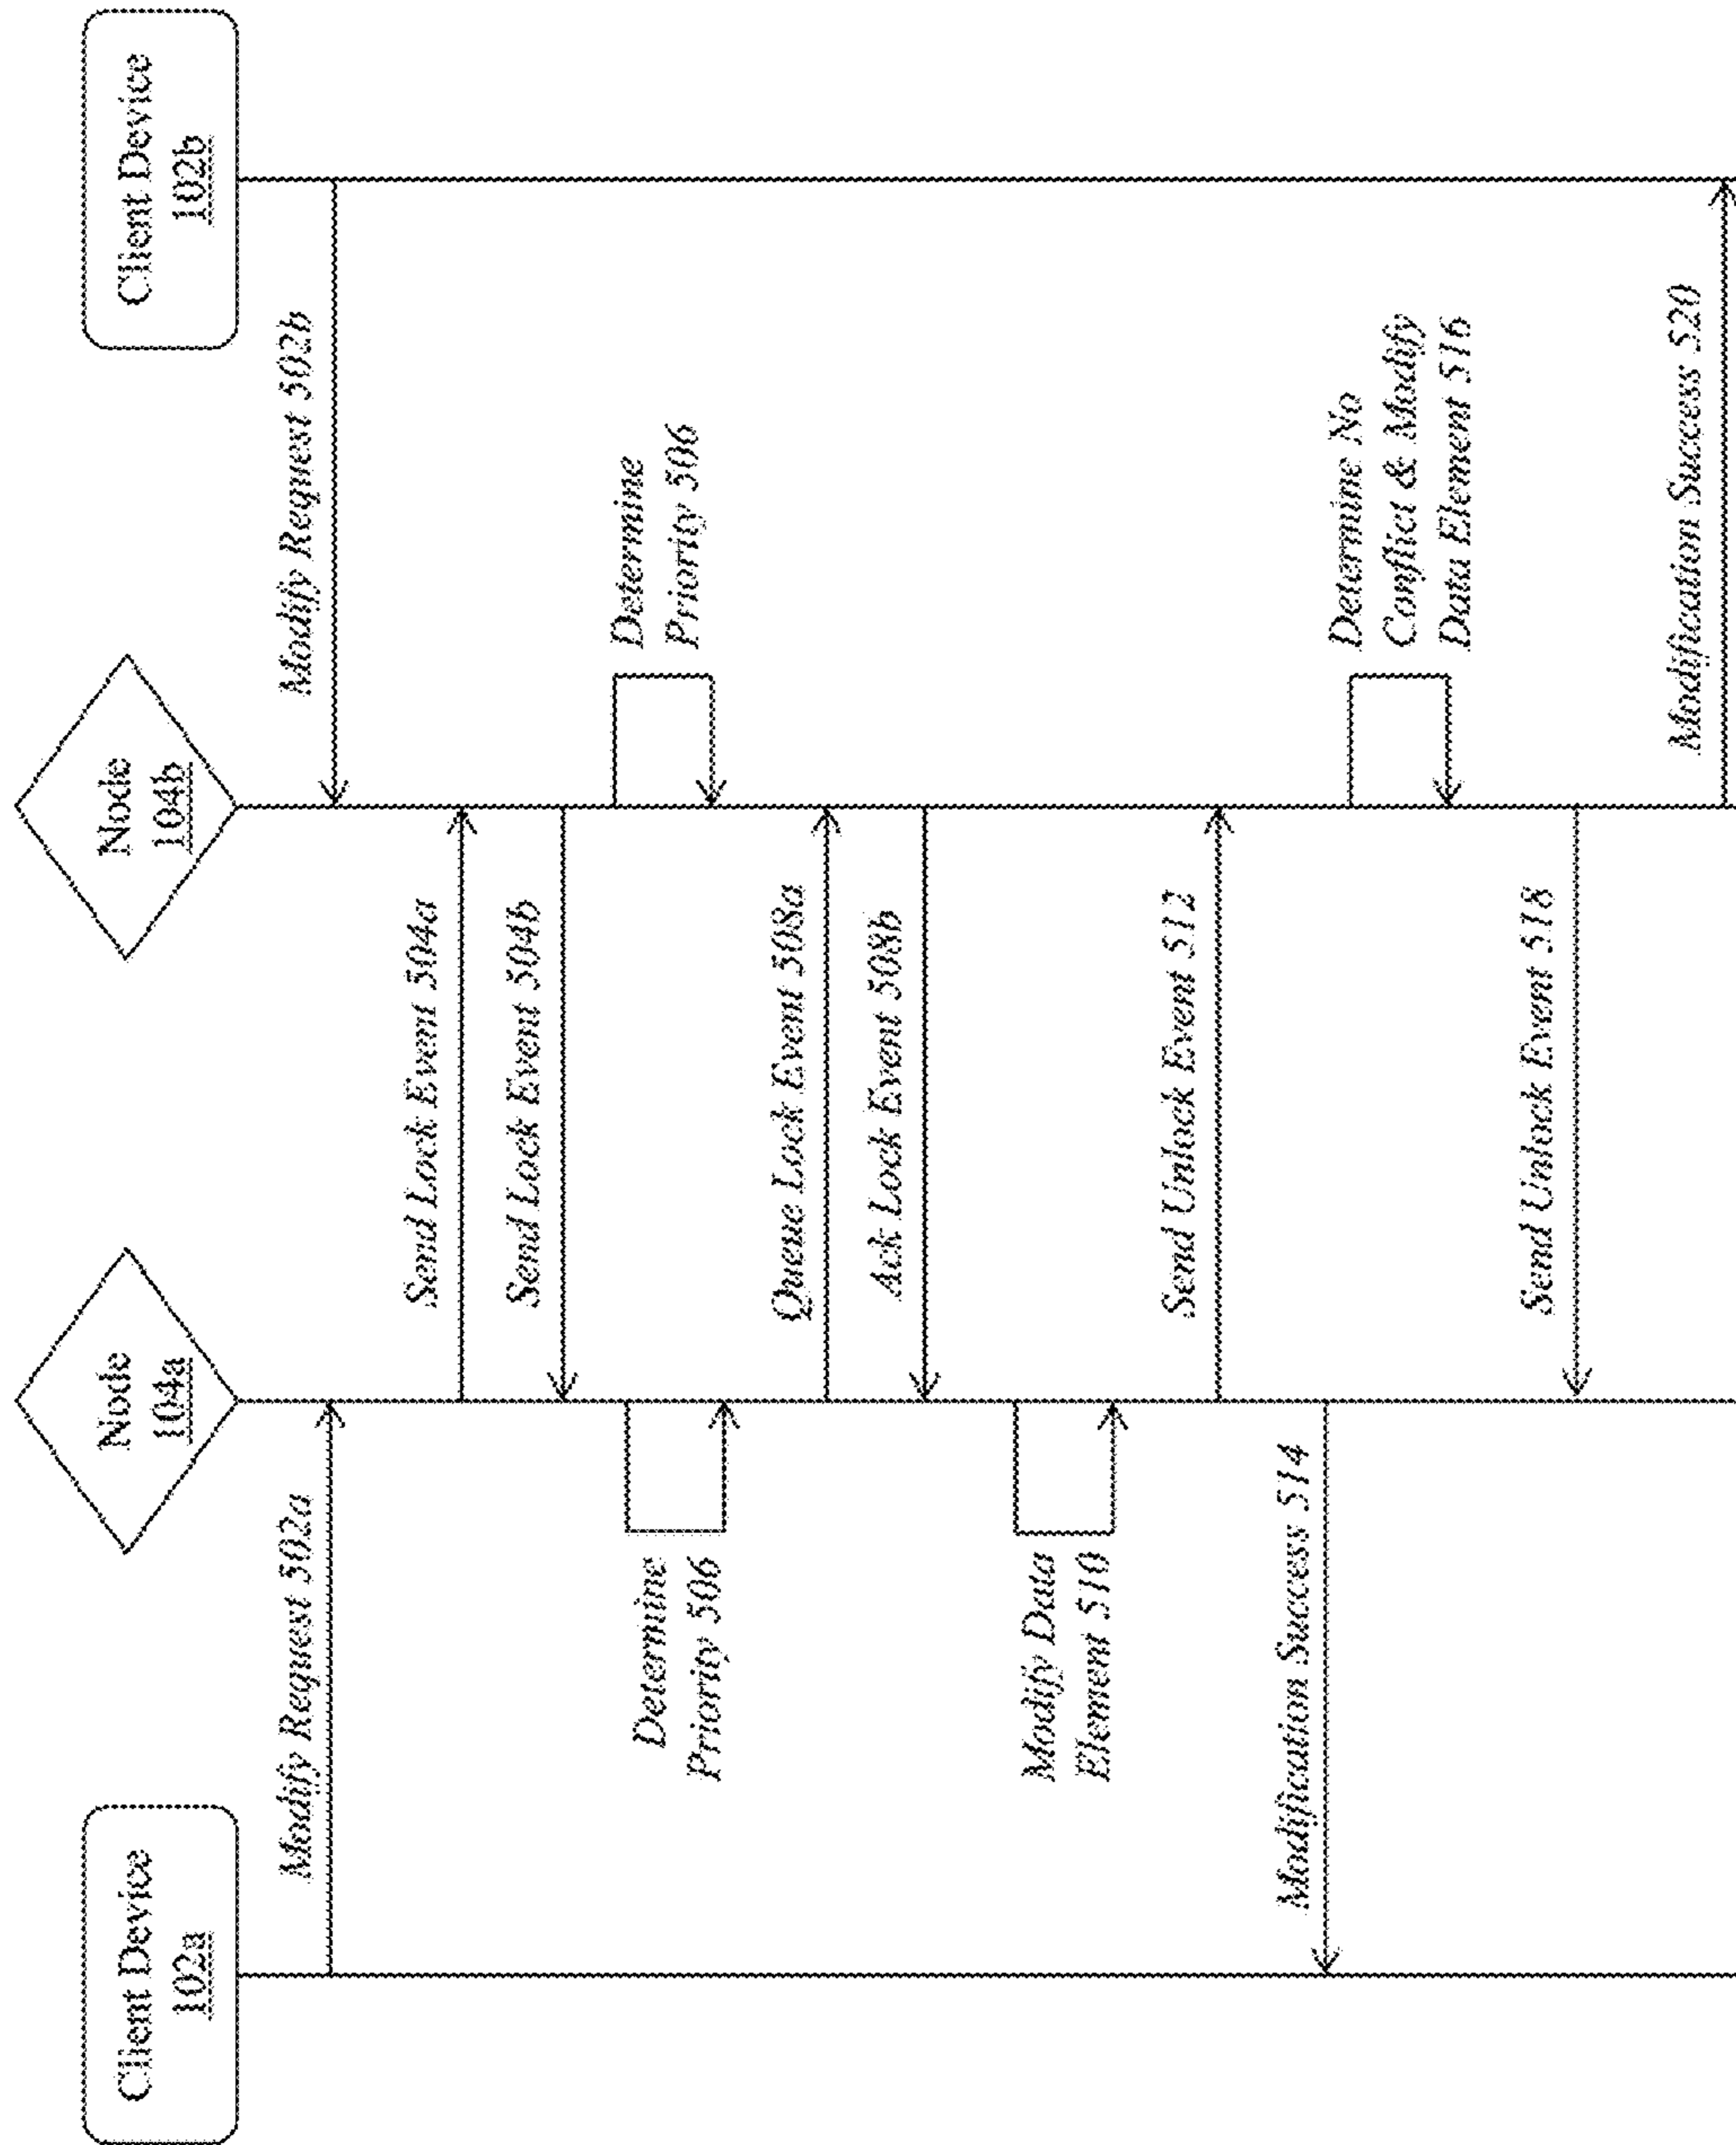 Client Device
102a
Node
104a
Node
104b
Client Device
102b
Modify Request 502a
Modify Request 502b
Send Lock Event 504a
Send Lock Event 504b
Determine
Priority 506
Determine
Priority 506
Queue Lock Event 508a
Ack Lock Event 508b
Modify Data
Element 510
Send Unlock Event 512
Modification Success 514
Determine No
Conflict & Modify
Data Element 516
Send Unlock Event 518
Modification Success 520